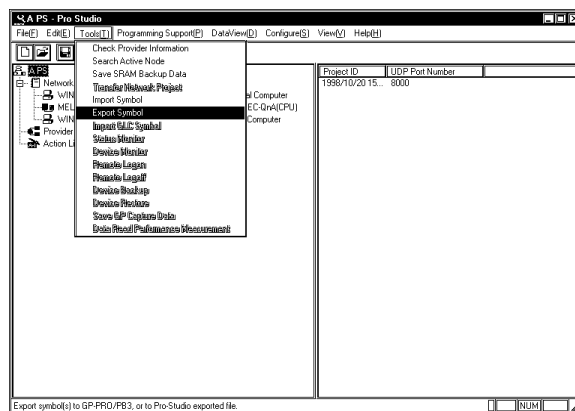 A PS - Pro Studio
File(F) Edit(E) Tools(T) Programming Support(P) DataView(D) Configure(S) View(V) Help(H)
Check Provider Information
Search Active Node
Save SRAM Backup Data
Transfer Network Project
Import Symbol
Export Symbol
Import GLC Symbol
Status Monitor
Device Monitor
Remote Logon
Remote Logoff
Device Backup
Device Restore
Save GP Capture Data
Data Read Performance Measurement
A PS
Network
WIN
al Computer
MEL
EC-QnA(CPU)
WIN
Computer
Provider
Action Li
Project ID UDP Port Number
1998/10/20 15... 8000
Export symbol(s) to GP-PRO/PB3, or to Pro-Studio exported file.
NUM